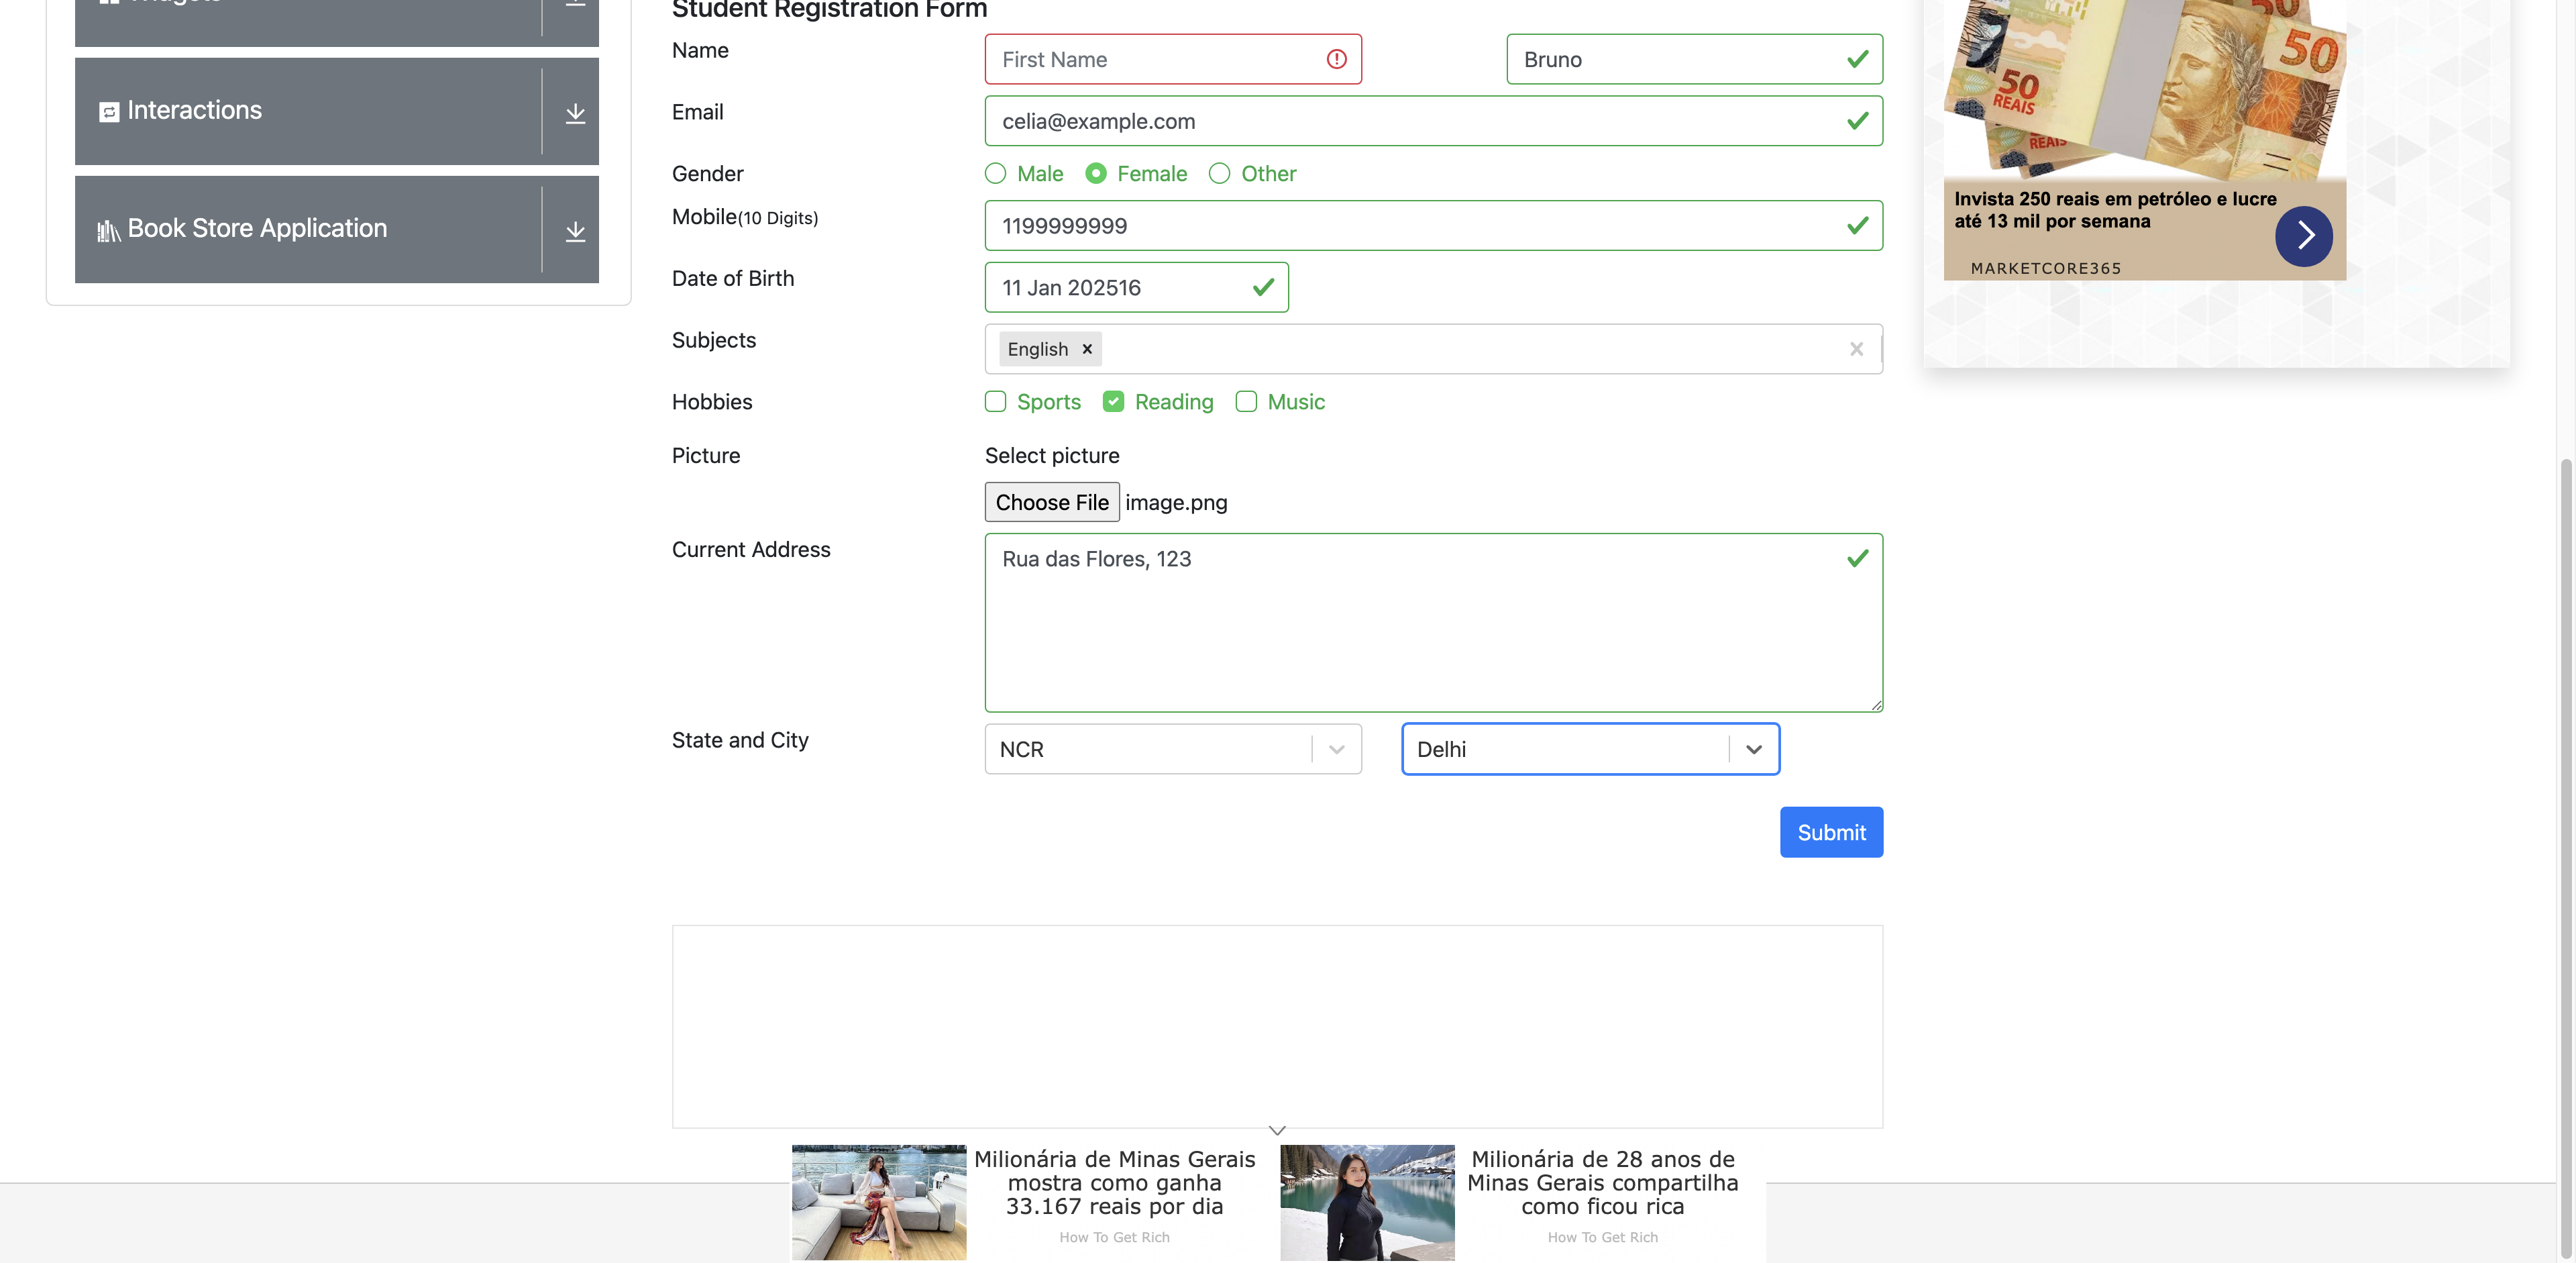 Student Registration Form
Name
First Name
Bruno
Email
celia@example.com
Gender
Male
Female
Other
Mobile(10 Digits)
1199999999
Date of Birth
11 Jan 202516
Subjects
English
Hobbies
Sports
Reading
Music
Picture
Select picture
Choose File image.png
Current Address
Rua das Flores, 123
State and City
NCR
Delhi
Submit
Interactions
Book Store Application
50
50
REAIS
50
REAIS
Invista 250 reais em petróleo e lucre
até 13 mil por semana
MARKETCORE365
Milionária de Minas Gerais
mostra como ganha
33.167 reais por dia
How To Get Rich
Milionária de 28 anos de
Minas Gerais compartilha
como ficou rica
How To Get Rich